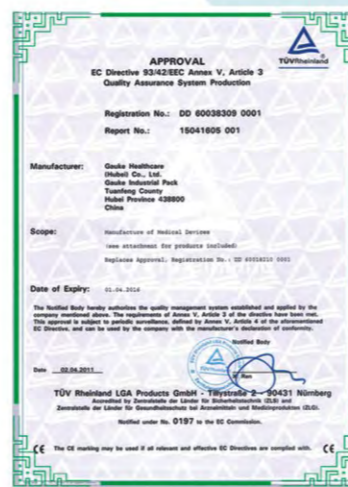 TÜVRheinland
APPROVAL
EC Directive 93/42/EEC Annex V, Article 3
Quality Assurance System Production
Registration No.: DD 60038309 0001
Report No.: 15041605 001
Manufacturer: Gauke Healthcare
(Hubei) Co., Ltd.
Gauke Industrial Pack
Tuanfeng County
Hubei Province 438800
China
Scope: Manufacture of Medical Devices
(see attachment for products included)
Replaces Approval, Registration No.: DD 60018210 0001
Date of Expiry: 01.04.2016
The Notified Body hereby authorizes the quality management system established and applied by the
company mentioned above. The requirements of Annex V, Article 3 of the directive have been met.
This approval is subject to periodic surveillance, defined by Annex V, Article 4 of the aforementioned
EC Directive, and can be used by the company with the manufacturer's declaration of conformity.
Notified Body
Date 02.04.2011
TÜV Rheinland LGA Products GmbH - Tillystraße 2 - 90431 Nürnberg
Accredited by Zentralstelle der Länder für Sicherheitstechnik (ZLS) and
Zentralstelle der Länder für Gesundheitsschutz bei Arzneimitteln und Medizinprodukten (ZLG).
Notified under No. 0197 to the EC Commission.
CE The CE marking may be used if all relevant and effective EC Directives are complied with. CE